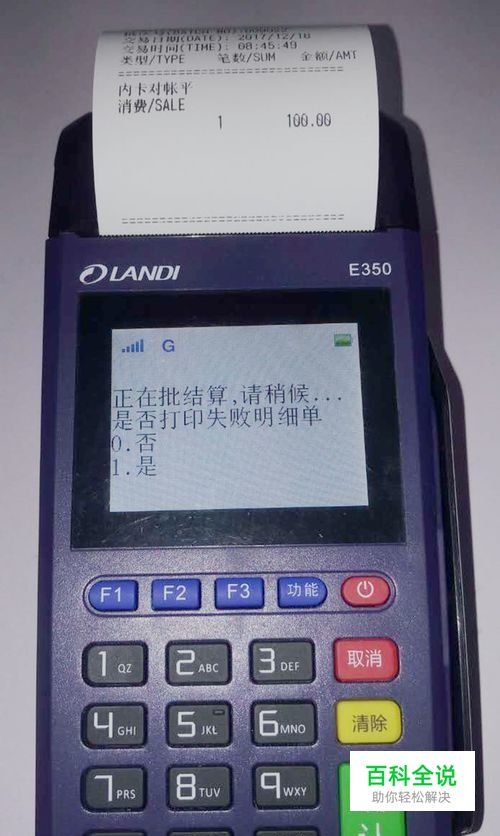 交易日期(DATE): 2017/12/18
交易时间(TIME): 08:45:49
类型/TYPE 笔数/SUM 金额/AMT
==============================
内卡对帐平
消费/SALE
1 100.00
==============================
LANDI
E350
G
正在批结算,请稍候...
是否打印失败明细单
0.否
1.是
F1 F2 F3 功能
1 QZ 2 ABC 3 DEF 取消
4 GHI 5 JKL 6 MNO 清除
7 PRS 8 TUV 9 WXY
认
百科全说
助你轻松解决